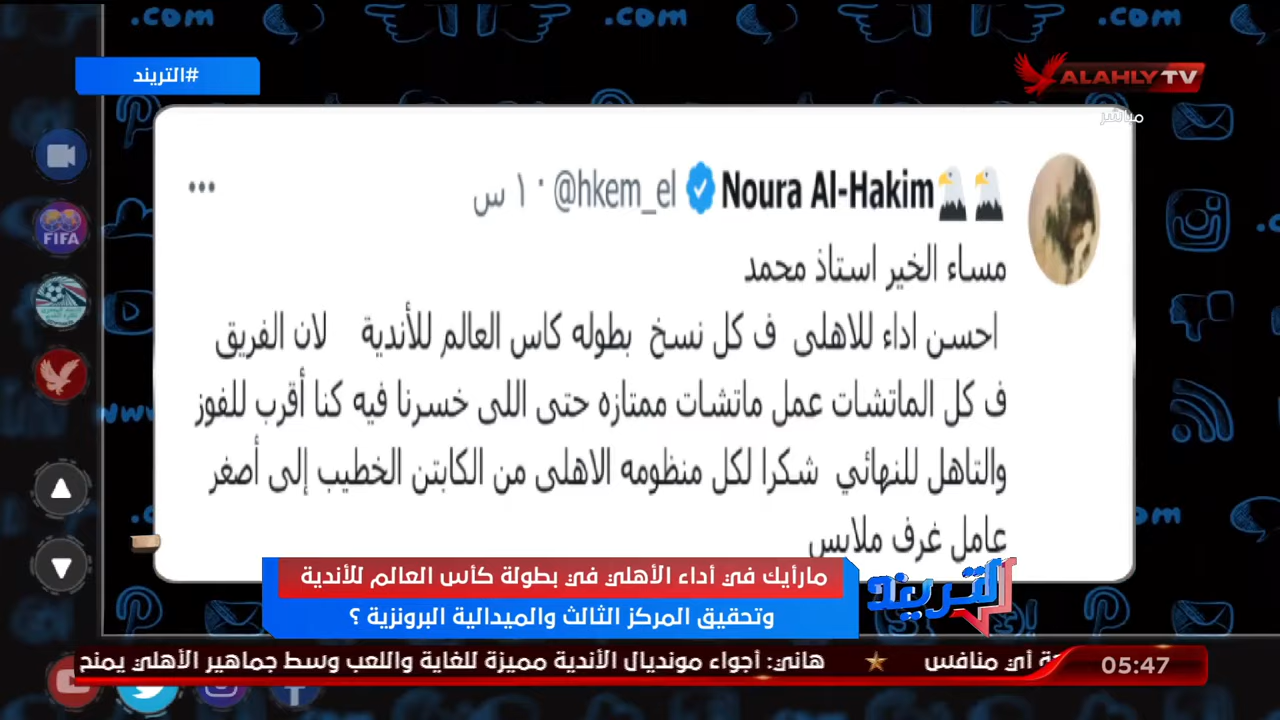 #التريند
ALAHLY TV
مباشر
Noura Al-Hakim @hkem_el · ١ س
مساء الخير استاذ محمد
احسن اداء للاهلى ف كل نسخ بطوله كاس العالم للأندية لان الفريق
ف كل الماتشات عمل ماتشات ممتازه حتى اللى خسرنا فيه كنا أقرب للفوز
والتاهل للنهائي شكرا لكل منظومه الاهلى من الكابتن الخطيب إلى أصغر
عامل غرف ملابس
FIFA
مارأيك في أداء الأهلي في بطولة كأس العالم للأندية
وتحقيق المركز الثالث والميدالية البرونزية ؟
التريند
أي منافس ★ هاني: أجواء مونديال الأندية مميزة للغاية واللعب وسط جماهير الأهلي يمنح
05:47
.com
.com
.com